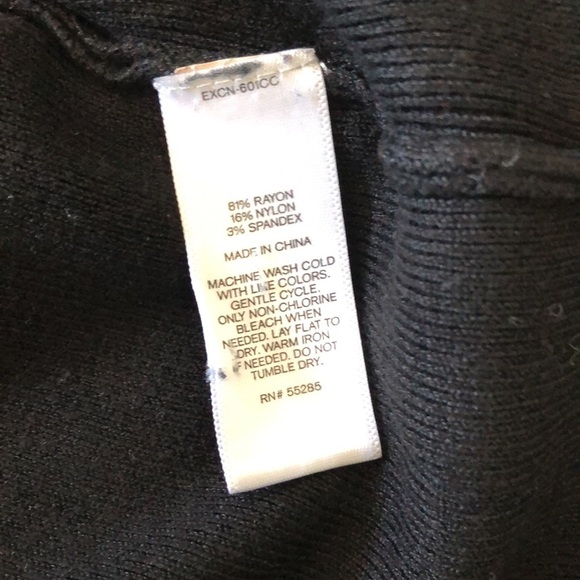 EXCN-601CC
81% RAYON
16% NYLON
3% SPANDEX
MADE IN CHINA
MACHINE WASH COLD
WITH LIKE COLORS.
GENTLE CYCLE.
ONLY NON-CHLORINE
BLEACH WHEN
NEEDED. LAY FLAT TO
DRY. WARM IRON
IF NEEDED. DO NOT
TUMBLE DRY.
RN# 55285